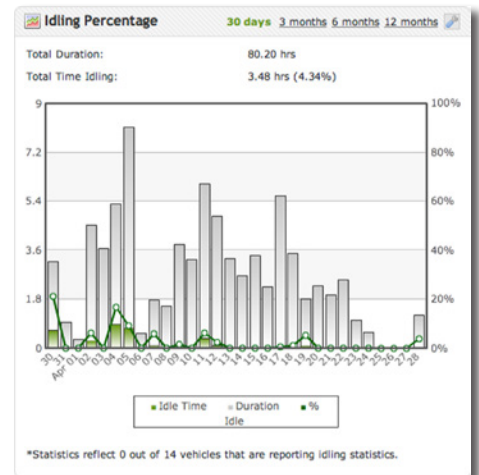 Idling Percentage 30 days 3 months 6 months 12 months
Total Duration: 80.20 hrs
Total Time Idling: 3.48 hrs (4.34%)
9 100%
7.2 80%
5.4 60%
3.6 40%
1.8 20%
0 0%
30 31 Apr 01 02 03 04 05 06 07 08 09 10 11 12 13 14 15 16 17 18 19 20 21 22 23 24 25 26 27 28
Idle Time Duration %
Idle
*Statistics reflect 0 out of 14 vehicles that are reporting idling statistics.